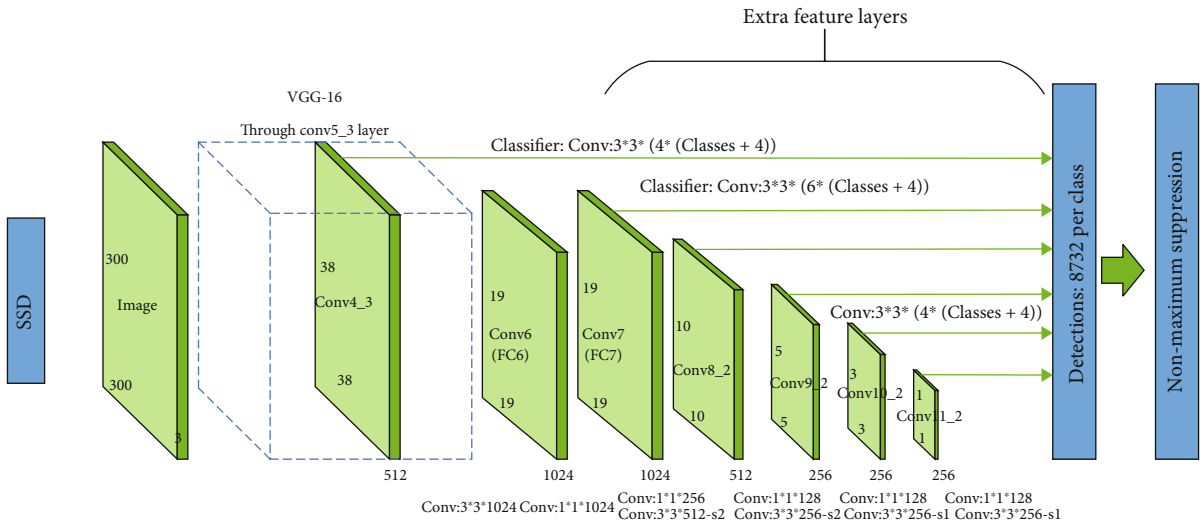 Extra feature layers
VGG-16
Through conv5_3 layer
Classifier: Conv:3*3* (4* (Classes + 4))
Classifier: Conv:3*3* (6* (Classes + 4))
SSD
300
Image
300
3
38
Conv4_3
38
512
19
Conv6
(FC6)
19
1024
19
Conv7
(FC7)
19
1024
10
Conv8_2
10
512
5
Conv9_2
5
256
Conv:3*3* (4* (Classes + 4))
3
Conv10_2
3
256
1
Conv11_2
1
256
Detections: 8732 per class
Non-maximum suppression
Conv:3*3*1024
Conv:1*1*1024
Conv:1*1*256
Conv:3*3*512-s2
Conv:1*1*128
Conv:3*3*256-s2
Conv:1*1*128
Conv:3*3*256-s1
Conv:1*1*128
Conv:3*3*256-s1